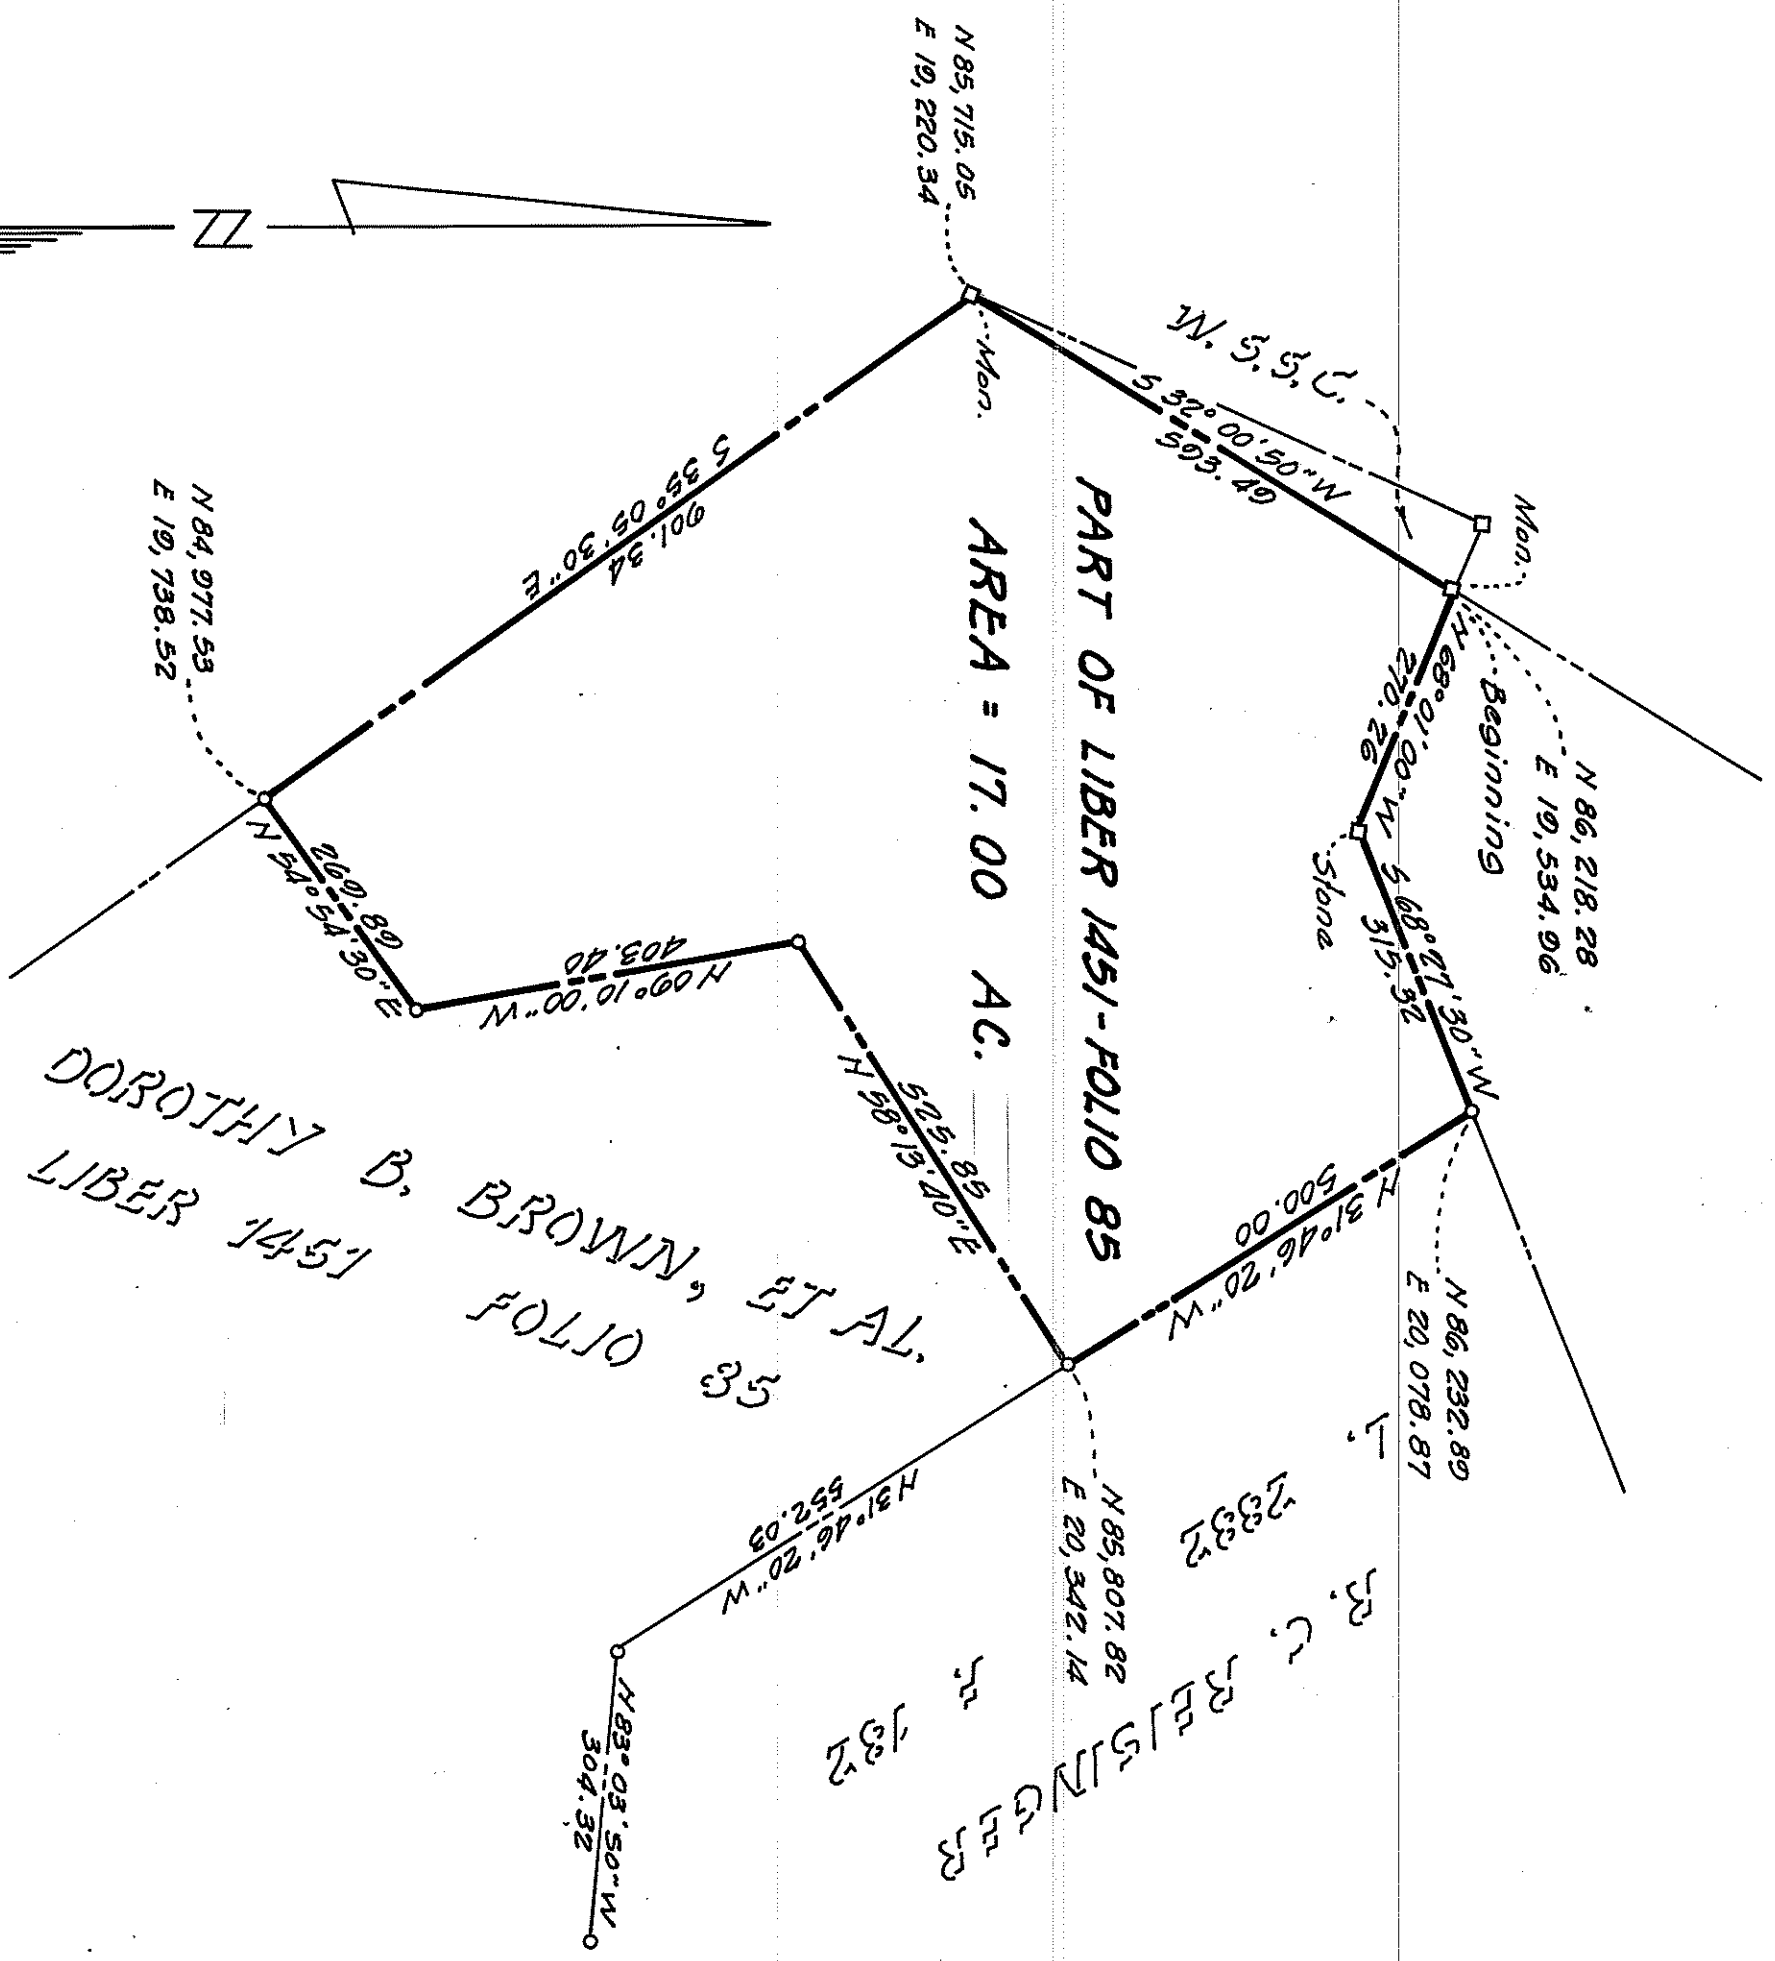 N 85,715.05
E 19,220.34
N
Mon.
W. S. S. C.
S 32° 00' 50" W
593.49
Mon.
Beginning
N 86,218.28
E 19,534.96
N 68° 01' 00" W
270.26
Stone
S 68° 27' 30" W
315.32
N 86,232.89
E 20,078.87
PART OF LIBER 1451-FOLIO 85
AREA = 17.00 AC.
S 35° 05' 30" E
901.34
N 84,977.53
E 19,738.52
269.89
N 54° 54' 30" E
403.40
N 09° 10' 00" W
525.58
N 58° 13' 40" E
500.00
N 31° 46' 20" W
N 85,807.82
E 20,342.14
DOROTHY B. BROWN, ET AL.
LIBER 1451 FOLIO 85
R. C. REISINGER
L. 2332 F. 132
552.03
N 31° 46' 20" W
N 83° 03' 50" W
304.32